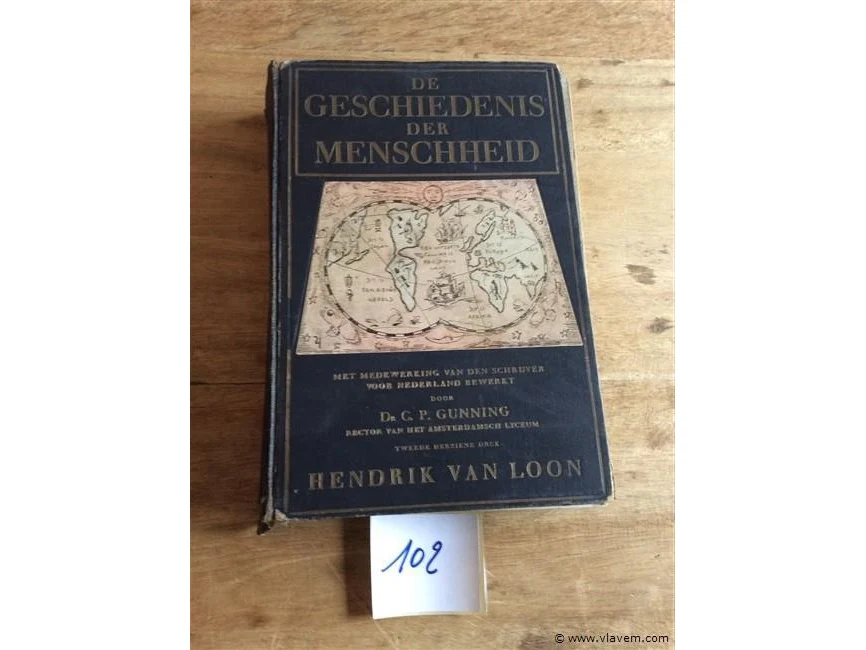 DE
GESCHIEDENIS
DER
MENSCHHEID
MET MEDEWERKING VAN DEN SCHRIJVER
VOOR NEDERLAND BEWERKT
DOOR
DR C. P. GUNNING
RECTOR VAN HET AMSTERDAMSCH LYCEUM
TWEEDE HERZIENE DRUK
HENDRIK VAN LOON
102
© www.vlavem.com